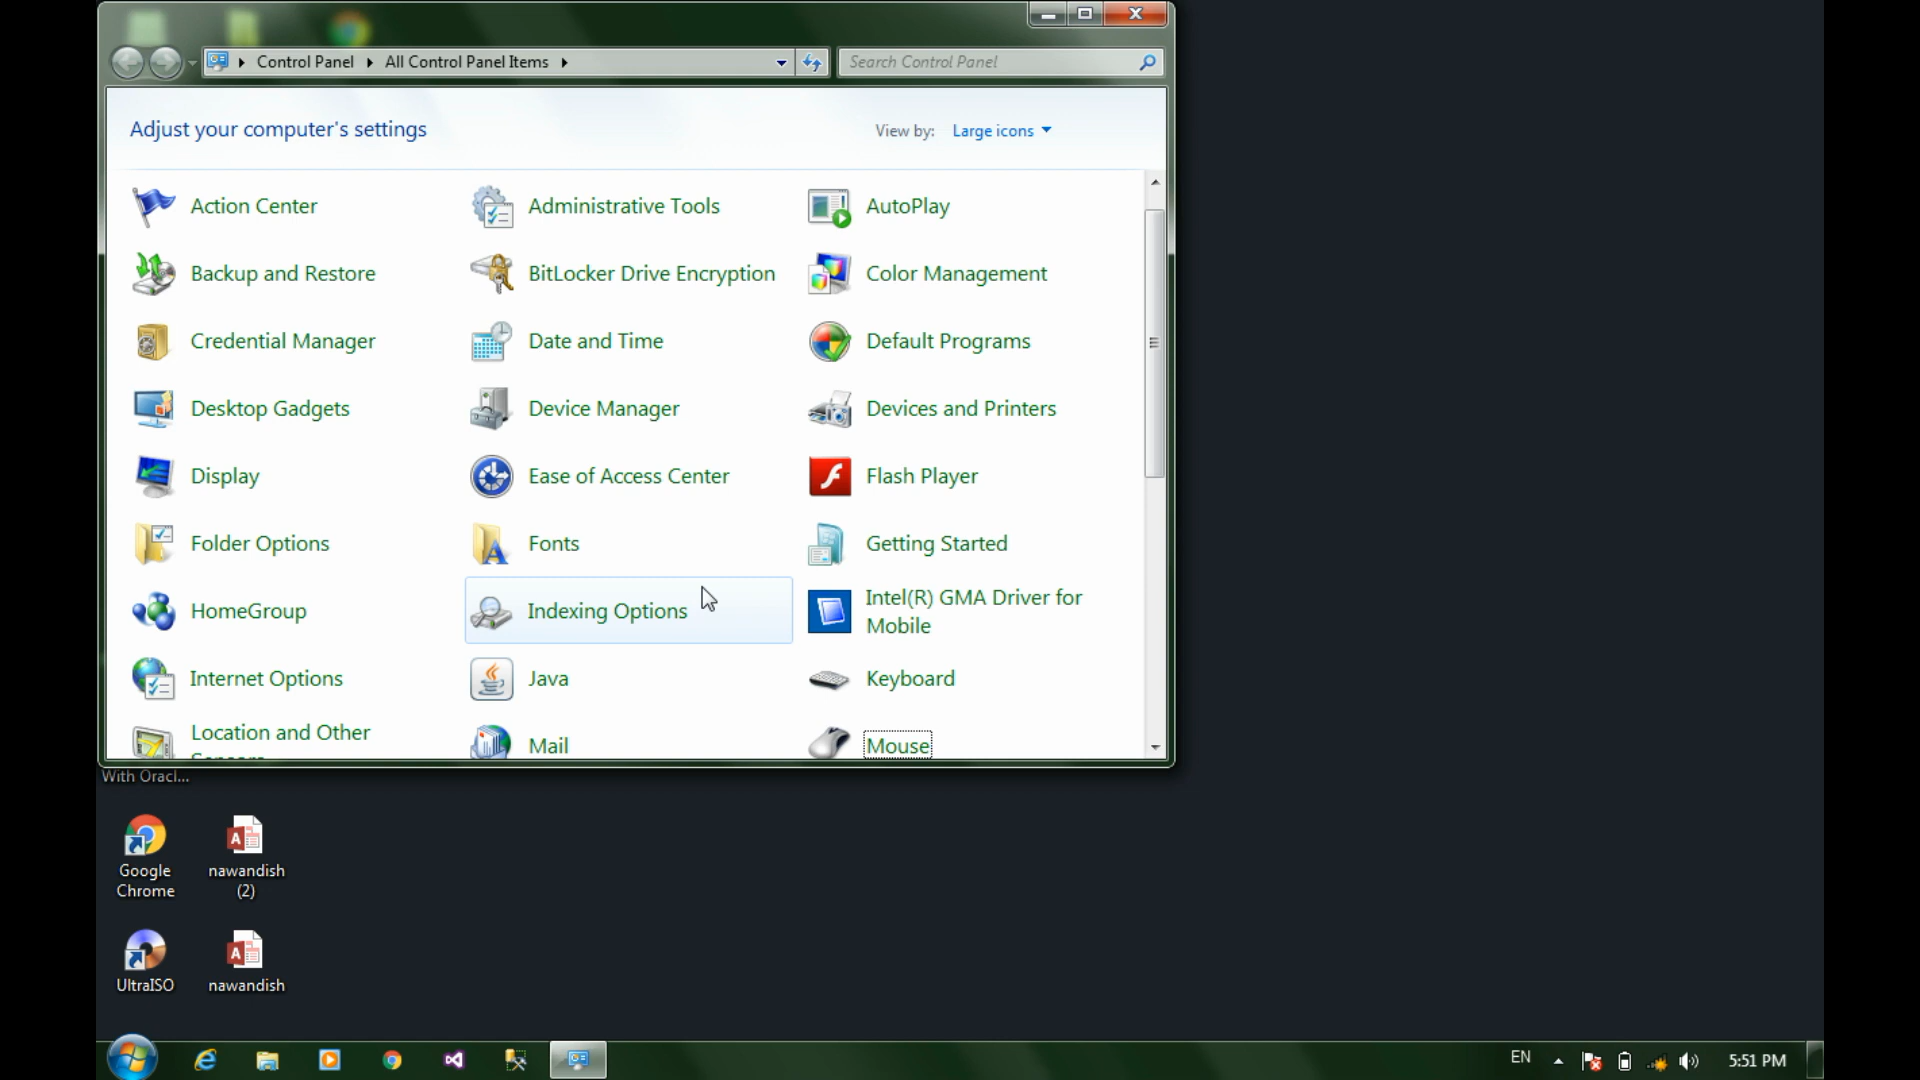 Control Panel
All Control Panel Items
Search Control Panel
Adjust your computer's settings
View by:
Large icons
Action Center
Administrative Tools
AutoPlay
Backup and Restore
BitLocker Drive Encryption
Color Management
Credential Manager
Date and Time
Default Programs
Desktop Gadgets
Device Manager
Devices and Printers
Display
Ease of Access Center
Flash Player
Folder Options
Fonts
Getting Started
HomeGroup
Indexing Options
Intel(R) GMA Driver for
Mobile
Internet Options
Java
Keyboard
Location and Other
Mail
Mouse
With Oracl...
Google
Chrome
nawandish
(2)
UltraISO
nawandish
EN
5:51 PM